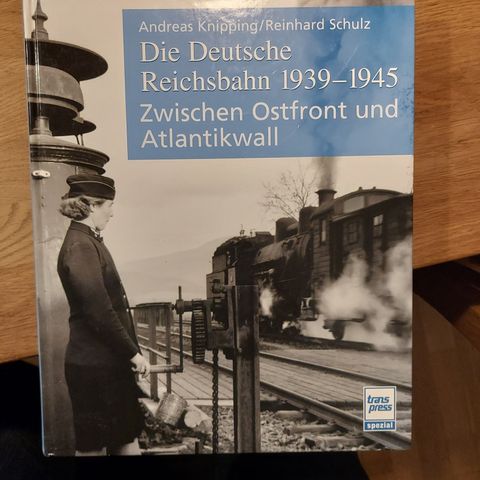 Andreas Knipping/Reinhard Schulz
Die Deutsche
Reichsbahn 1939–1945
Zwischen Ostfront und
Atlantikwall
trans
press
spezial